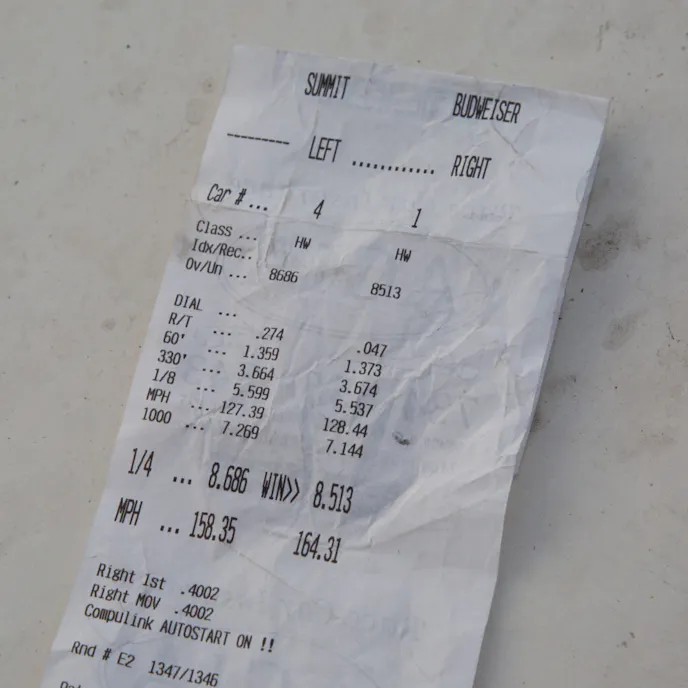 SUMMIT BUDWEISER
--------- LEFT ............ RIGHT
Car # ... 4 1
Class ... HW HW
Idx/Rec..
Ov/Un ... 8686 8513
DIAL ...
R/T ... .274 .047
60' ... 1.359 1.373
330' ... 3.664 3.674
1/8 ... 5.599 5.537
MPH ... 127.39 128.44
1000 ... 7.269 7.144
1/4 ... 8.686 WIN>> 8.513
MPH ... 158.35 164.31
Right 1st .4002
Right MOV .4002
Compulink AUTOSTART ON !!
Rnd # E2 1347/1346